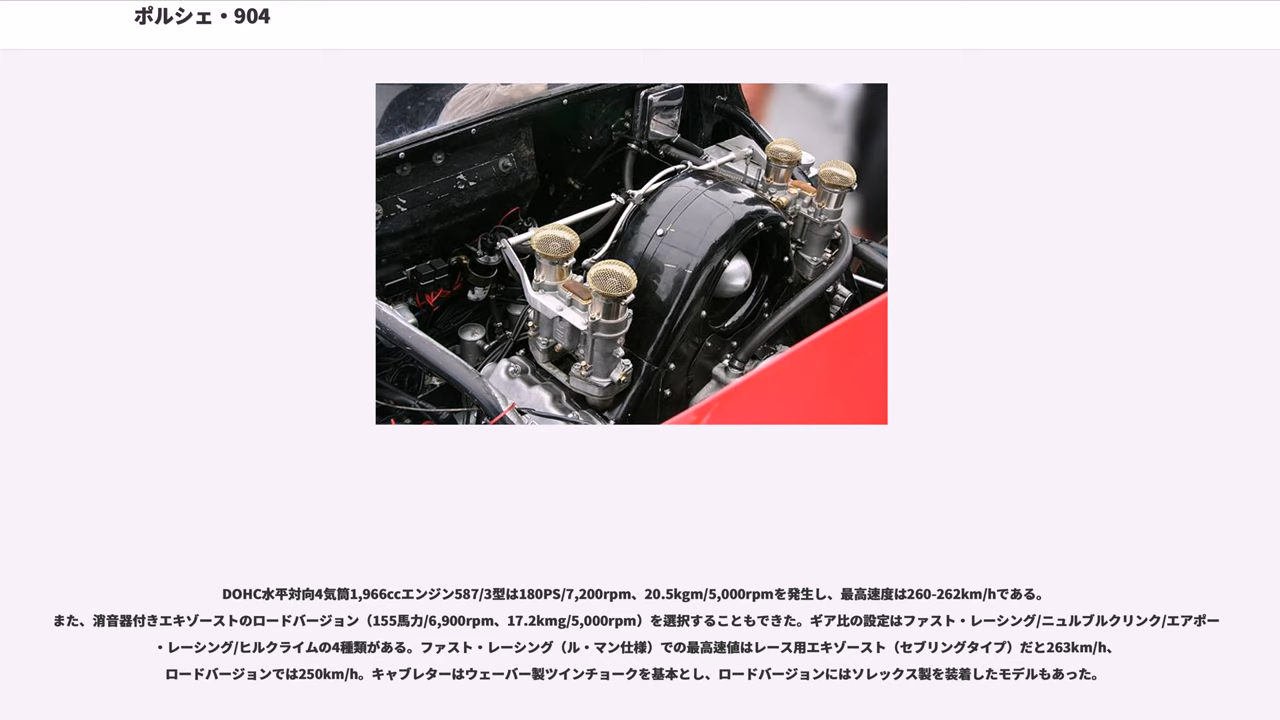 ポルシェ・904
DOHC水平対向4気筒1,966ccエンジン587/3型は180PS/7,200rpm、20.5kgm/5,000rpmを発生し、最高速度は260-262km/hである。
また、消音器付きエキゾーストのロードバージョン（155馬力/6,900rpm、17.2kmg/5,000rpm）を選択することもできた。ギア比の設定はファスト・レーシング/ニュルブルクリンク/エアポー
・レーシング/ヒルクライムの4種類がある。ファスト・レーシング（ル・マン仕様）での最高速値はレース用エキゾースト（セブリングタイプ）だと263km/h、
ロードバージョンでは250km/h。キャブレターはウェーバー製ツインチョークを基本とし、ロードバージョンにはソレックス製を装着したモデルもあった。